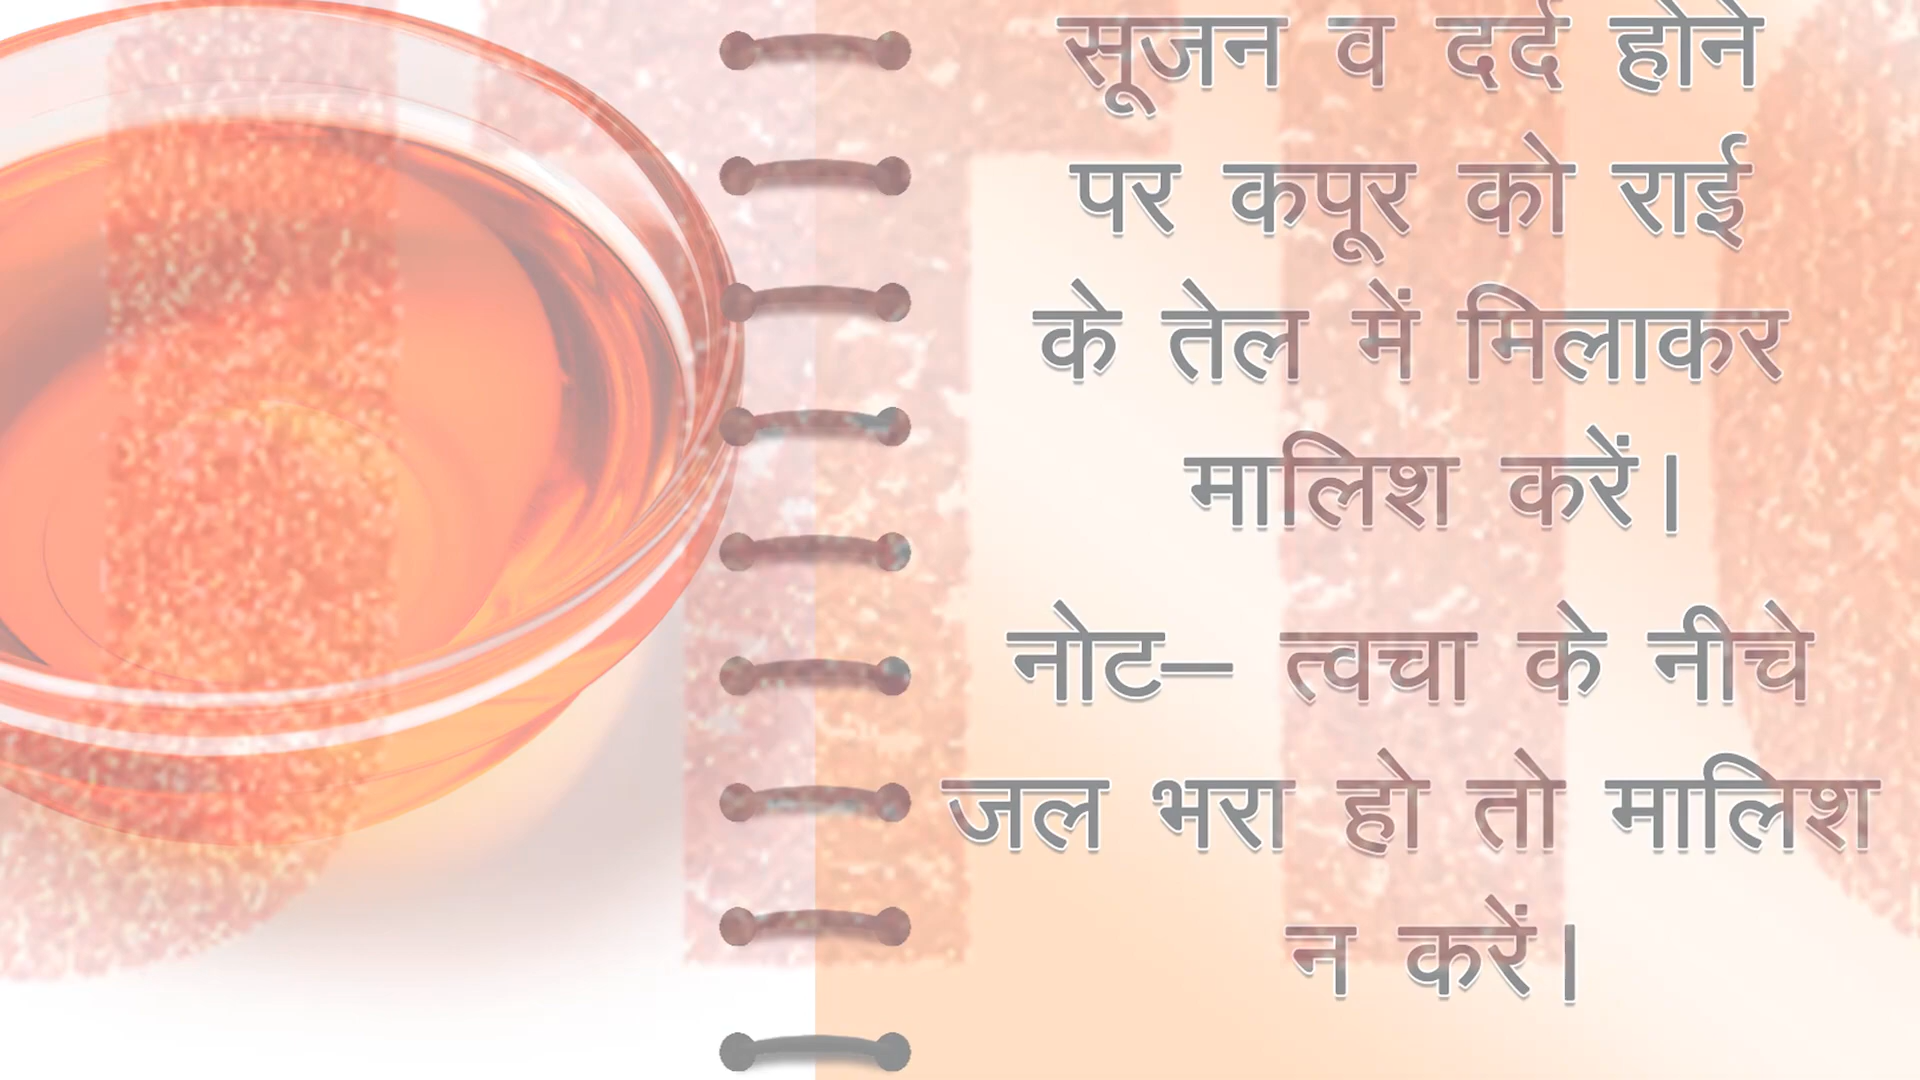 सूजन व दर्द होने
पर कपूर को राई
के तेल में मिलाकर
मालिश करें|
नोट– त्वचा के नीचे
जल भरा हो तो मालिश
न करें|